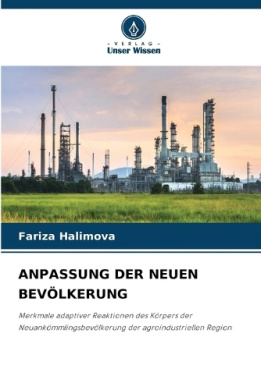 - VERLAG -
Unser Wissen
Fariza Halimova
ANPASSUNG DER NEUEN
BEVÖLKERUNG
Merkmale adaptiver Reaktionen des Körpers der
Neuankömmlingsbevölkerung der agroindustriellen Region